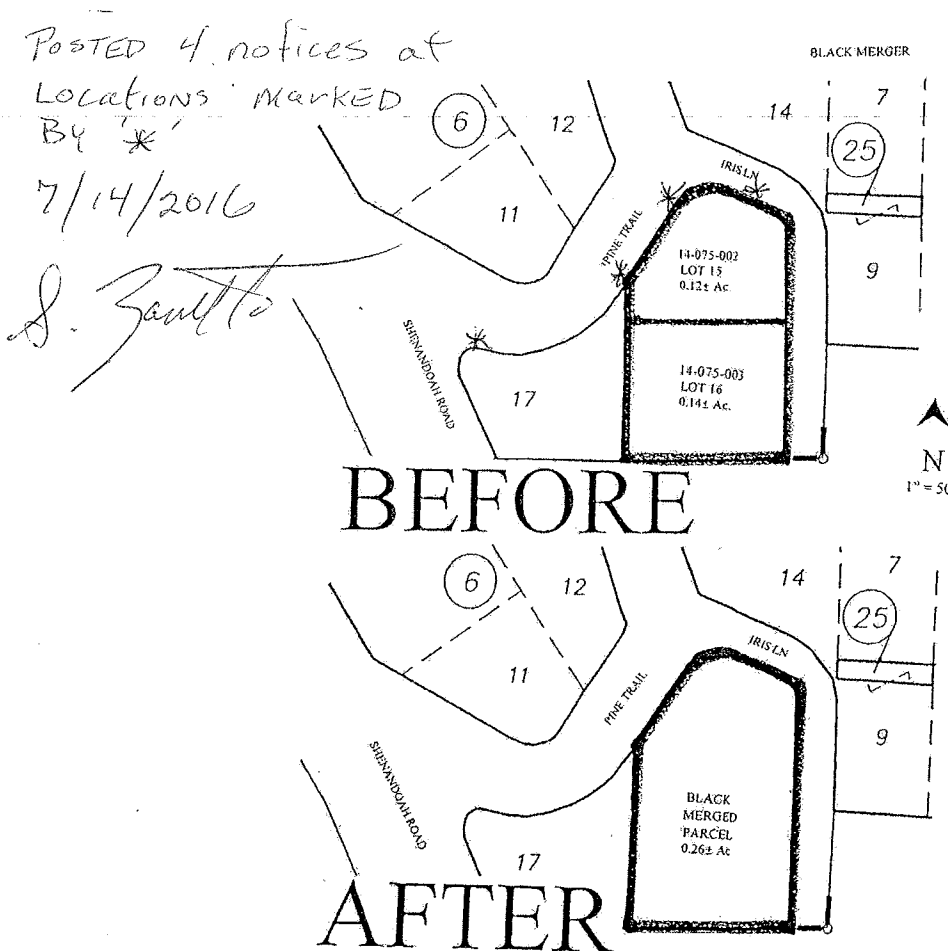 POSTED 4 notices at
Locations MarKED
By '*'
7/14/2016
BLACK MERGER
6
12
14
7
25
11
IRIS LN
PINE TRAIL
9
14-075-002
LOT 15
0.12± Ac.
SHENANDOAH ROAD
17
14-075-003
LOT 16
0.14± Ac.
N
BEFORE
6
12
14
7
25
11
IRIS LN
PINE TRAIL
9
SHENANDOAH ROAD
BLACK
MERGED
PARCEL
0.26± Ac
17
AFTER